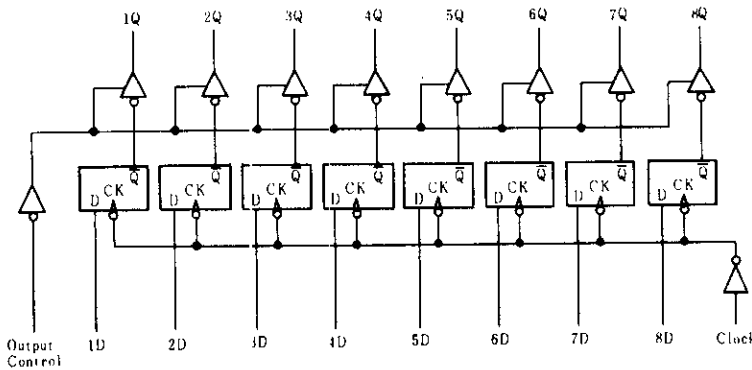 1Q 2Q 3Q 4Q 5Q 6Q 7Q 8Q
Q̅ Q̅ Q̅ Q̅ Q̅ Q̅ Q̅ Q̅
CK CK CK CK CK CK CK CK
D D D D D D D D
Output 1D 2D 3D 4D 5D 6D 7D 8D Clock
Control